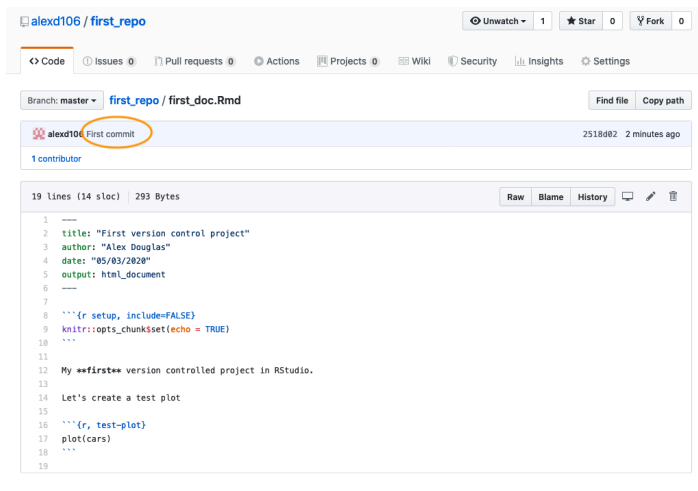 alexd106 / first_repo
Unwatch 1 Star 0 Fork 0
Code Issues 0 Pull requests 0 Actions Projects 0 Wiki Security Insights Settings
Branch: master first_repo / first_doc.Rmd Find file Copy path
alexd106 First commit 2518d02 2 minutes ago
1 contributor
19 lines (14 sloc) 293 Bytes Raw Blame History
1 ---
2 title: "First version control project"
3 author: "Alex Douglas"
4 date: "05/03/2020"
5 output: html_document
6 ---
7
8 ```{r setup, include=FALSE}
9 knitr::opts_chunk$set(echo = TRUE)
10 ```
11
12 My **first** version controlled project in RStudio.
13
14 Let's create a test plot
15
16 ```{r, test-plot}
17 plot(cars)
18 ```
19